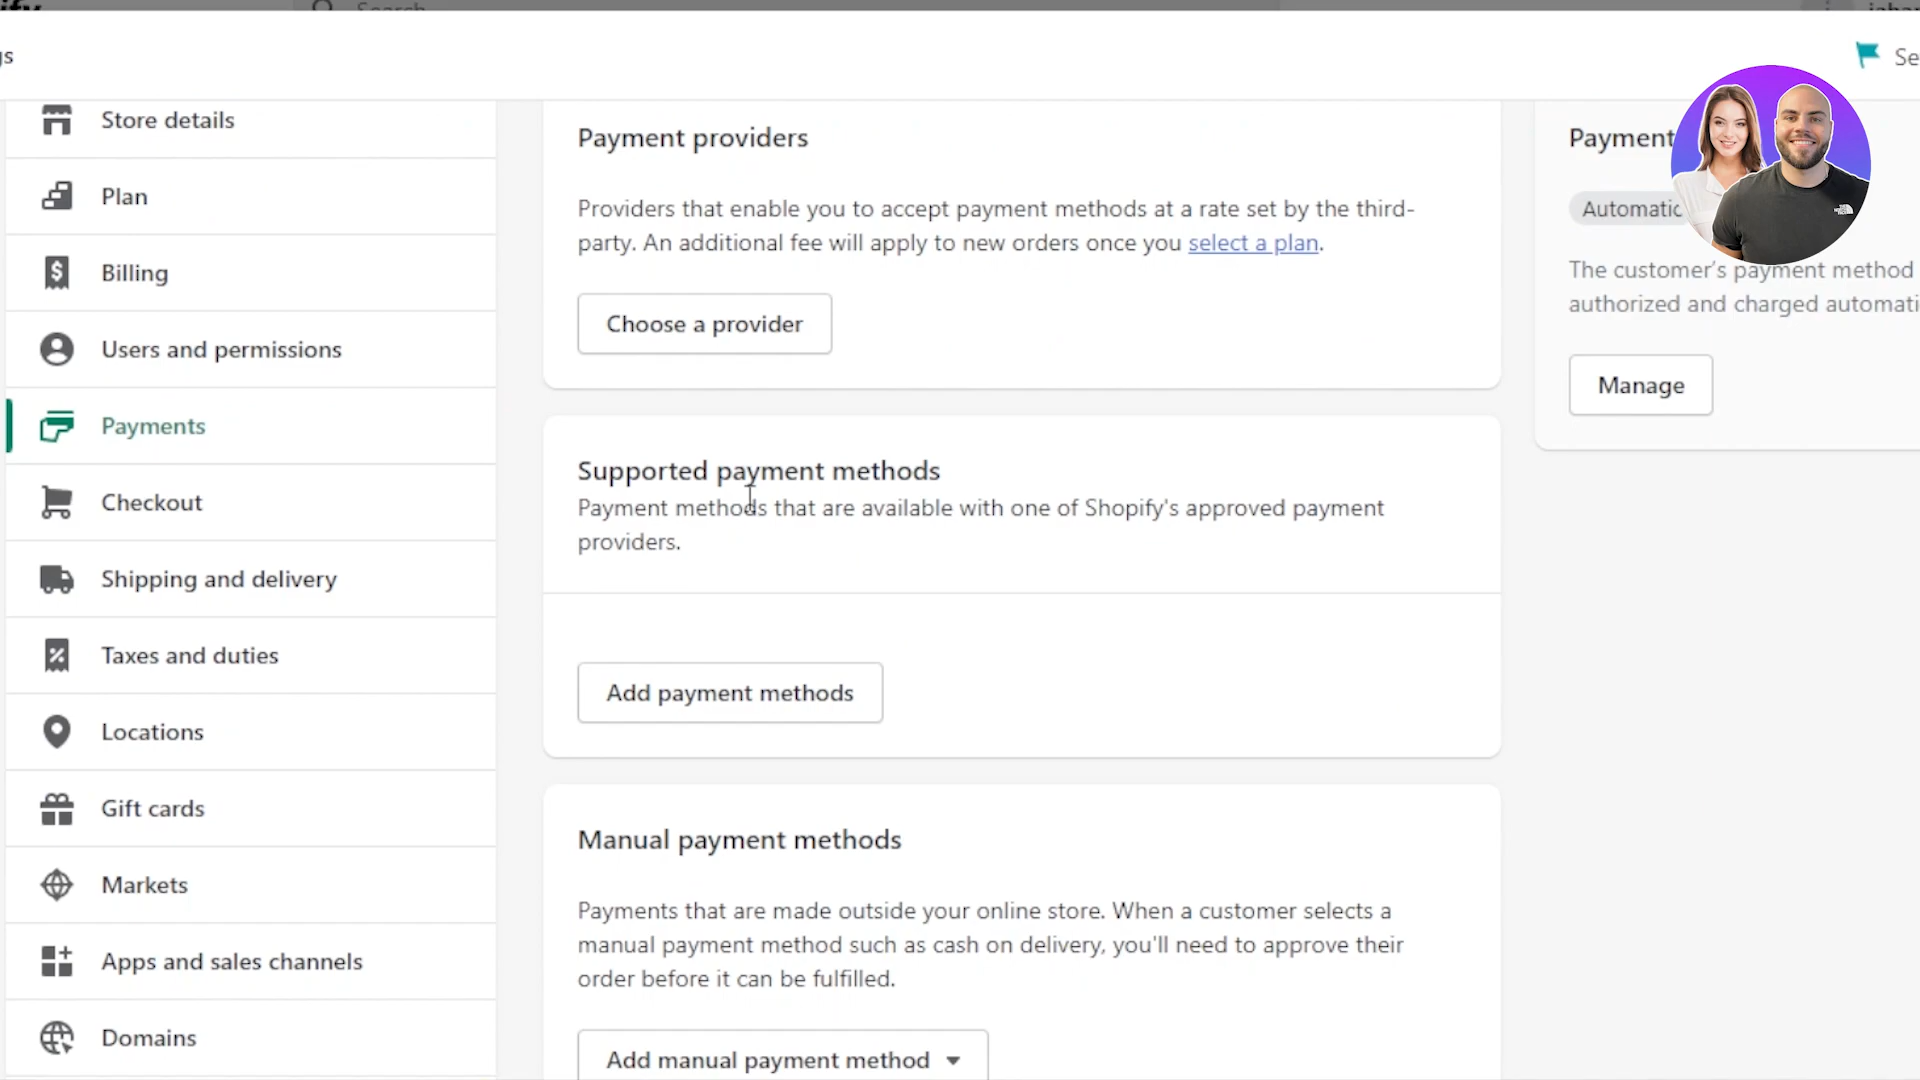 Search
Store details
Plan
Billing
Users and permissions
Payments
Checkout
Shipping and delivery
Taxes and duties
Locations
Gift cards
Markets
Apps and sales channels
Domains
Payment providers
Providers that enable you to accept payment methods at a rate set by the third-
party. An additional fee will apply to new orders once you select a plan.
Choose a provider
Supported payment methods
Payment methods that are available with one of Shopify's approved payment
providers.
Add payment methods
Manual payment methods
Payments that are made outside your online store. When a customer selects a
manual payment method such as cash on delivery, you'll need to approve their
order before it can be fulfilled.
Add manual payment method
Payment
Automatic
The customer's payment method
authorized and charged automati
Manage
Se